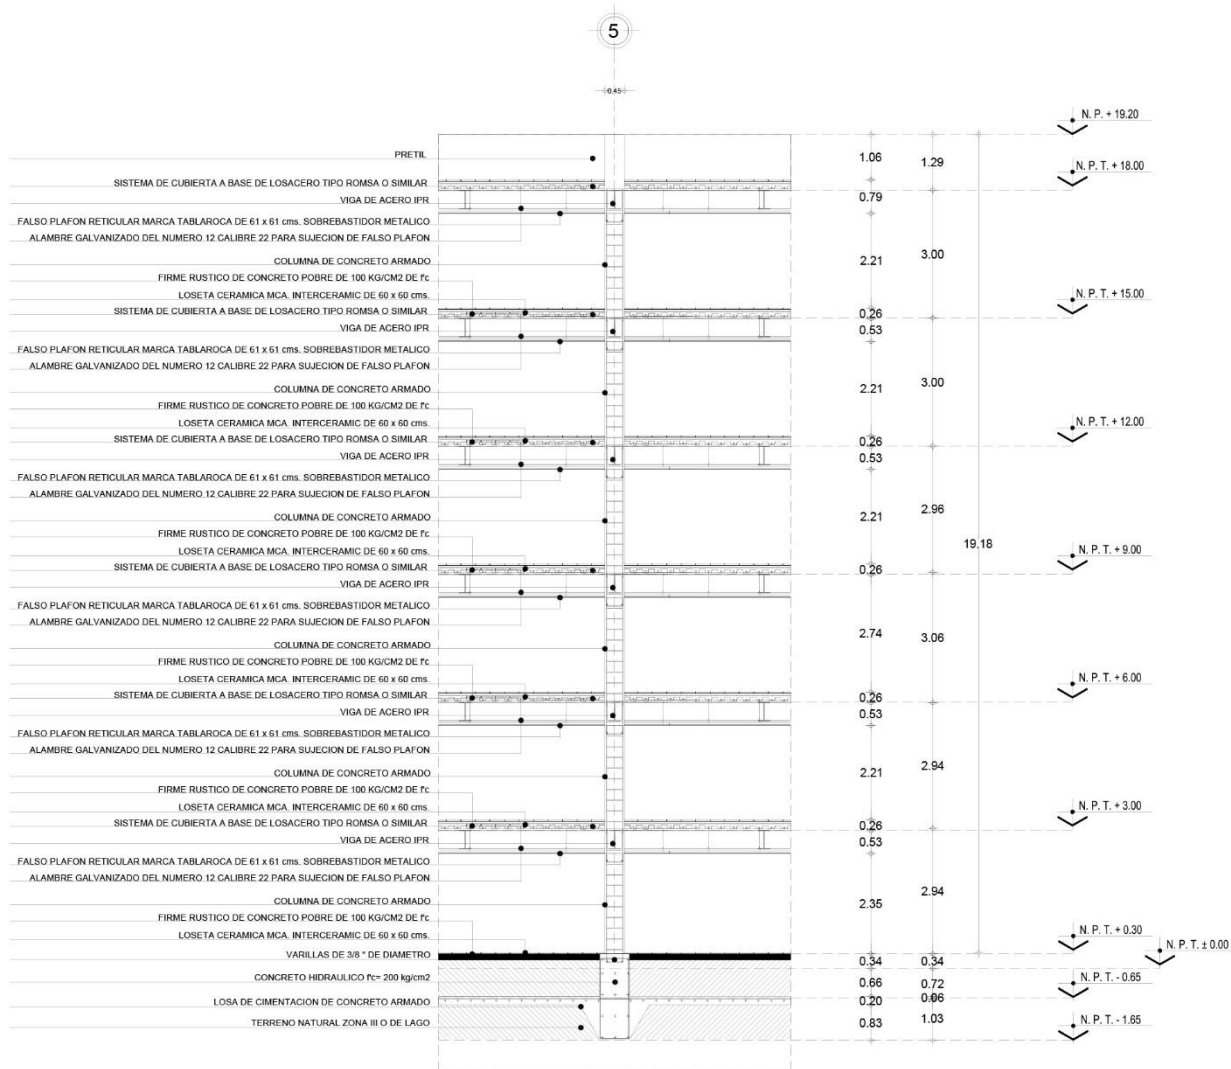 5
0.45
N. P. + 19.20
PRETIL
1.06
1.29
N. P. T. + 18.00
SISTEMA DE CUBIERTA A BASE DE LOSACERO TIPO ROMSA O SIMILAR
VIGA DE ACERO IPR
0.79
FALSO PLAFON RETICULAR MARCA TABLAROCA DE 61 x 61 cms. SOBREBASTIDOR METALICO
ALAMBRE GALVANIZADO DEL NUMERO 12 CALIBRE 22 PARA SUJECION DE FALSO PLAFON
COLUMNA DE CONCRETO ARMADO
2.21
3.00
FIRME RUSTICO DE CONCRETO POBRE DE 100 KG/CM2 DE f'c
LOSETA CERAMICA MCA. INTERCERAMIC DE 60 x 60 cms.
N. P. T. + 15.00
SISTEMA DE CUBIERTA A BASE DE LOSACERO TIPO ROMSA O SIMILAR
0.26
VIGA DE ACERO IPR
0.53
FALSO PLAFON RETICULAR MARCA TABLAROCA DE 61 x 61 cms. SOBREBASTIDOR METALICO
ALAMBRE GALVANIZADO DEL NUMERO 12 CALIBRE 22 PARA SUJECION DE FALSO PLAFON
COLUMNA DE CONCRETO ARMADO
2.21
3.00
FIRME RUSTICO DE CONCRETO POBRE DE 100 KG/CM2 DE f'c
LOSETA CERAMICA MCA. INTERCERAMIC DE 60 x 60 cms.
N. P. T. + 12.00
SISTEMA DE CUBIERTA A BASE DE LOSACERO TIPO ROMSA O SIMILAR
0.26
VIGA DE ACERO IPR
0.53
FALSO PLAFON RETICULAR MARCA TABLAROCA DE 61 x 61 cms. SOBREBASTIDOR METALICO
ALAMBRE GALVANIZADO DEL NUMERO 12 CALIBRE 22 PARA SUJECION DE FALSO PLAFON
COLUMNA DE CONCRETO ARMADO
2.21
2.96
FIRME RUSTICO DE CONCRETO POBRE DE 100 KG/CM2 DE f'c
19.18
LOSETA CERAMICA MCA. INTERCERAMIC DE 60 x 60 cms.
N. P. T. + 9.00
SISTEMA DE CUBIERTA A BASE DE LOSACERO TIPO ROMSA O SIMILAR
0.26
VIGA DE ACERO IPR
FALSO PLAFON RETICULAR MARCA TABLAROCA DE 61 x 61 cms. SOBREBASTIDOR METALICO
ALAMBRE GALVANIZADO DEL NUMERO 12 CALIBRE 22 PARA SUJECION DE FALSO PLAFON
2.74
3.06
COLUMNA DE CONCRETO ARMADO
FIRME RUSTICO DE CONCRETO POBRE DE 100 KG/CM2 DE f'c
LOSETA CERAMICA MCA. INTERCERAMIC DE 60 x 60 cms.
N. P. T. + 6.00
SISTEMA DE CUBIERTA A BASE DE LOSACERO TIPO ROMSA O SIMILAR
0.26
VIGA DE ACERO IPR
0.53
FALSO PLAFON RETICULAR MARCA TABLAROCA DE 61 x 61 cms. SOBREBASTIDOR METALICO
ALAMBRE GALVANIZADO DEL NUMERO 12 CALIBRE 22 PARA SUJECION DE FALSO PLAFON
COLUMNA DE CONCRETO ARMADO
2.21
2.94
FIRME RUSTICO DE CONCRETO POBRE DE 100 KG/CM2 DE f'c
LOSETA CERAMICA MCA. INTERCERAMIC DE 60 x 60 cms.
N. P. T. + 3.00
SISTEMA DE CUBIERTA A BASE DE LOSACERO TIPO ROMSA O SIMILAR
0.26
VIGA DE ACERO IPR
0.53
FALSO PLAFON RETICULAR MARCA TABLAROCA DE 61 x 61 cms. SOBREBASTIDOR METALICO
ALAMBRE GALVANIZADO DEL NUMERO 12 CALIBRE 22 PARA SUJECION DE FALSO PLAFON
COLUMNA DE CONCRETO ARMADO
2.35
2.94
FIRME RUSTICO DE CONCRETO POBRE DE 100 KG/CM2 DE f'c
LOSETA CERAMICA MCA. INTERCERAMIC DE 60 x 60 cms.
N. P. T. + 0.30
N. P. T. ± 0.00
VARILLAS DE 3/8 " DE DIAMETRO
0.34
0.34
CONCRETO HIDRAULICO f'c= 200 kg/cm2
0.66
0.72
N. P. T. - 0.65
LOSA DE CIMENTACION DE CONCRETO ARMADO
0.20
0.06
TERRENO NATURAL ZONA III O DE LAGO
0.83
1.03
N. P. T. - 1.65